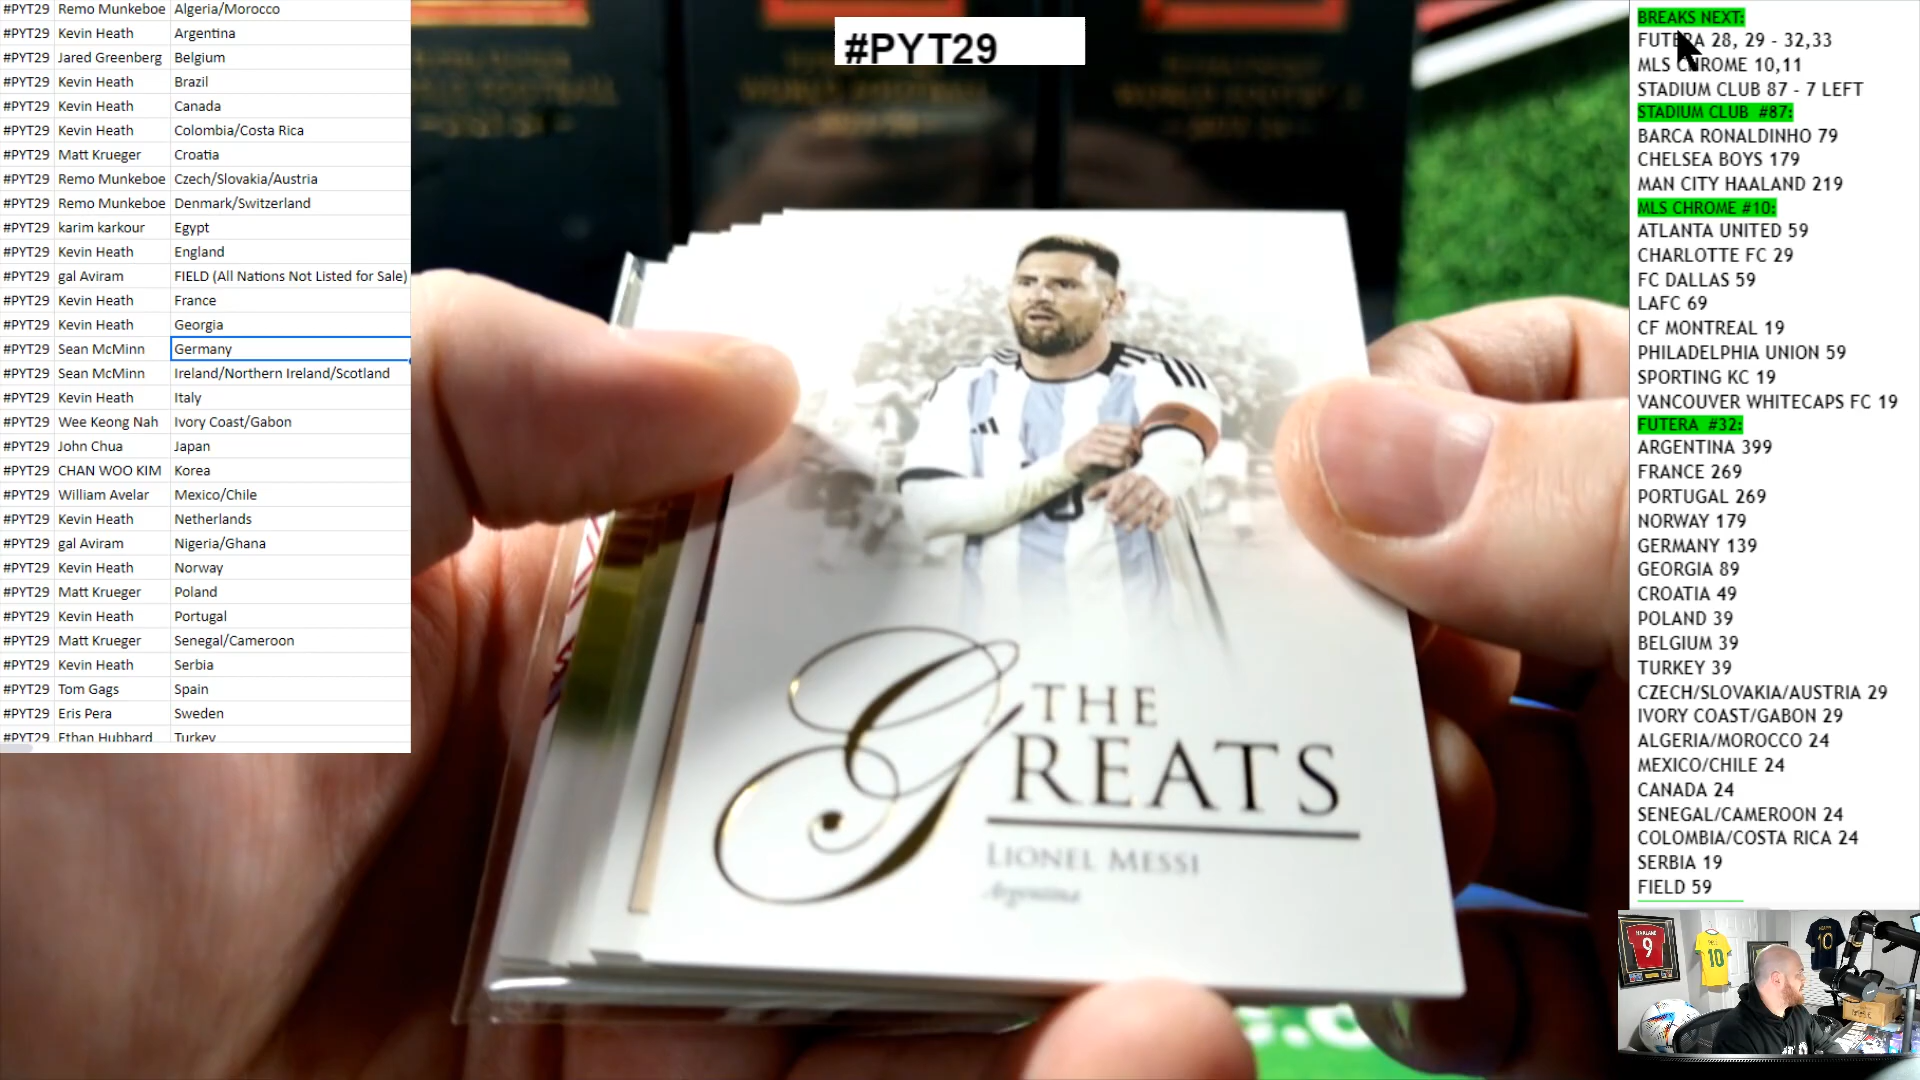 #PYT29 Remo Munkeboe Algeria/Morocco
#PYT29 Kevin Heath Argentina
#PYT29 Jared Greenberg Belgium
#PYT29 Kevin Heath Brazil
#PYT29 Kevin Heath Canada
#PYT29 Kevin Heath Colombia/Costa Rica
#PYT29 Matt Krueger Croatia
#PYT29 Remo Munkeboe Czech/Slovakia/Austria
#PYT29 Remo Munkeboe Denmark/Switzerland
#PYT29 karim karkour Egypt
#PYT29 Kevin Heath England
#PYT29 gal Aviram FIELD (All Nations Not Listed for Sale)
#PYT29 Kevin Heath France
#PYT29 Kevin Heath Georgia
#PYT29 Sean McMinn Germany
#PYT29 Sean McMinn Ireland/Northern Ireland/Scotland
#PYT29 Kevin Heath Italy
#PYT29 Wee Keong Nah Ivory Coast/Gabon
#PYT29 John Chua Japan
#PYT29 CHAN WOO KIM Korea
#PYT29 William Avelar Mexico/Chile
#PYT29 Kevin Heath Netherlands
#PYT29 gal Aviram Nigeria/Ghana
#PYT29 Kevin Heath Norway
#PYT29 Matt Krueger Poland
#PYT29 Kevin Heath Portugal
#PYT29 Matt Krueger Senegal/Cameroon
#PYT29 Kevin Heath Serbia
#PYT29 Tom Gags Spain
#PYT29 Eris Pera Sweden
#PYT29 Ethan Hubbard Turkey
#PYT29
THE
GREATS
LIONEL MESSI
Argentina
BREAKS NEXT:
FUTERA 28, 29 - 32,33
MLS CHROME 10,11
STADIUM CLUB 87 - 7 LEFT
STADIUM CLUB #87:
BARCA RONALDINHO 79
CHELSEA BOYS 179
MAN CITY HAALAND 219
MLS CHROME #10:
ATLANTA UNITED 59
CHARLOTTE FC 29
FC DALLAS 59
LAFC 69
CF MONTREAL 19
PHILADELPHIA UNION 59
SPORTING KC 19
VANCOUVER WHITECAPS FC 19
FUTERA #32:
ARGENTINA 399
FRANCE 269
PORTUGAL 269
NORWAY 179
GERMANY 139
GEORGIA 89
CROATIA 49
POLAND 39
BELGIUM 39
TURKEY 39
CZECH/SLOVAKIA/AUSTRIA 29
IVORY COAST/GABON 29
ALGERIA/MOROCCO 24
MEXICO/CHILE 24
CANADA 24
SENEGAL/CAMEROON 24
COLOMBIA/COSTA RICA 24
SERBIA 19
FIELD 59
9
10
10